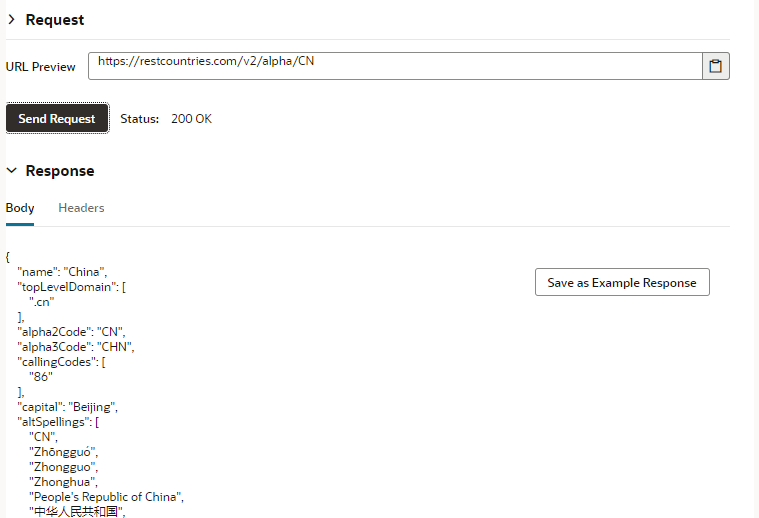 Request
URL Preview https://restcountries.com/v2/alpha/CN
Send Request Status: 200 OK
Response
Body Headers
{
"name": "China",
Save as Example Response
"topLevelDomain": [
".cn"
],
"alpha2Code": "CN",
"alpha3Code": "CHN",
"callingCodes": [
"86"
],
"capital": "Beijing",
"altSpellings": [
"CN",
"Zhōngguó",
"Zhongguo",
"Zhonghua",
"People's Republic of China",
"中华人民共和国",